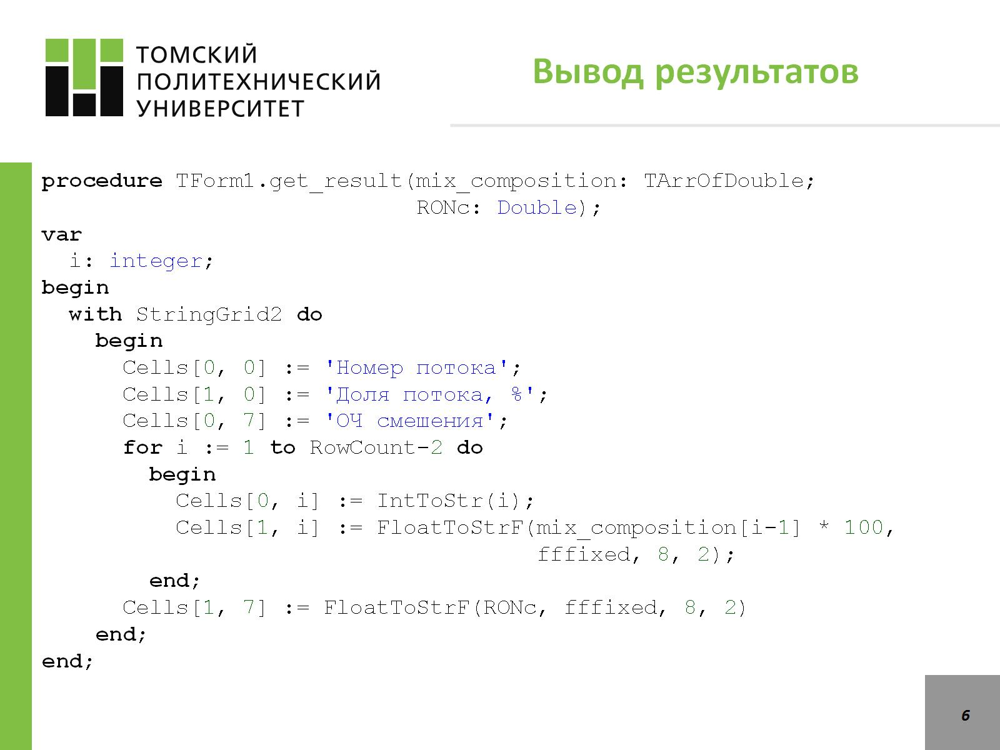 ТОМСКИЙ
ПОЛИТЕХНИЧЕСКИЙ
УНИВЕРСИТЕТ
Вывод результатов
procedure TForm1.get_result(mix_composition: TArrOfDouble;
                            RONc: Double);
var
  i: integer;
begin
  with StringGrid2 do
    begin
      Cells[0, 0] := 'Номер потока';
      Cells[1, 0] := 'Доля потока, %';
      Cells[0, 7] := 'ОЧ смешения';
      for i := 1 to RowCount-2 do
        begin
          Cells[0, i] := IntToStr(i);
          Cells[1, i] := FloatToStrF(mix_composition[i-1] * 100,
                                     fffixed, 8, 2);
        end;
      Cells[1, 7] := FloatToStrF(RONc, fffixed, 8, 2)
    end;
end;
6